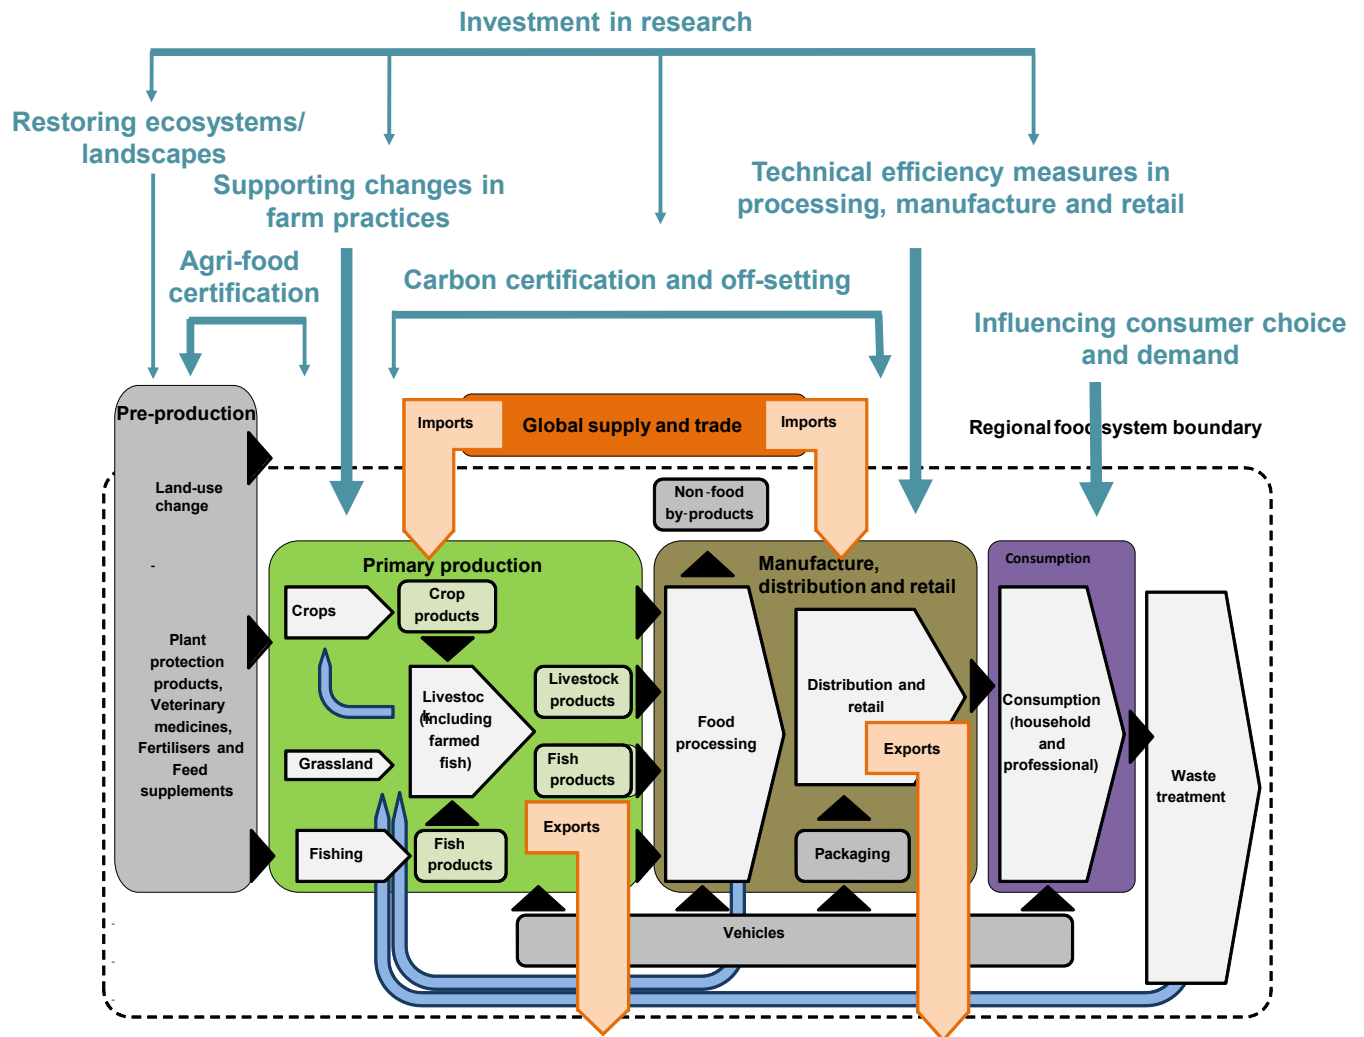 Investment in research
Restoring ecosystems/
landscapes
Supporting changes in
farm practices
Technical efficiency measures in
processing, manufacture and retail
Agri-food
certification
Carbon certification and off-setting
Influencing consumer choice
and demand
Pre-production
Imports
Global supply and trade
Imports
Regional food system boundary
Land-use
change
-
Non-food
by-products
Primary production
Manufacture,
distribution and retail
Consumption
Crops
Crop
products
Plant
protection
products,
Veterinary
medicines,
Fertilisers and
Feed
supplements
Livestoc
k
(including
farmed
fish)
Livestock
products
Grassland
Fish
products
Food
processing
Distribution and
retail
Exports
Consumption
(household
and
professional)
Waste
treatment
Fishing
Fish
products
Exports
Packaging
Vehicles
-
-
-